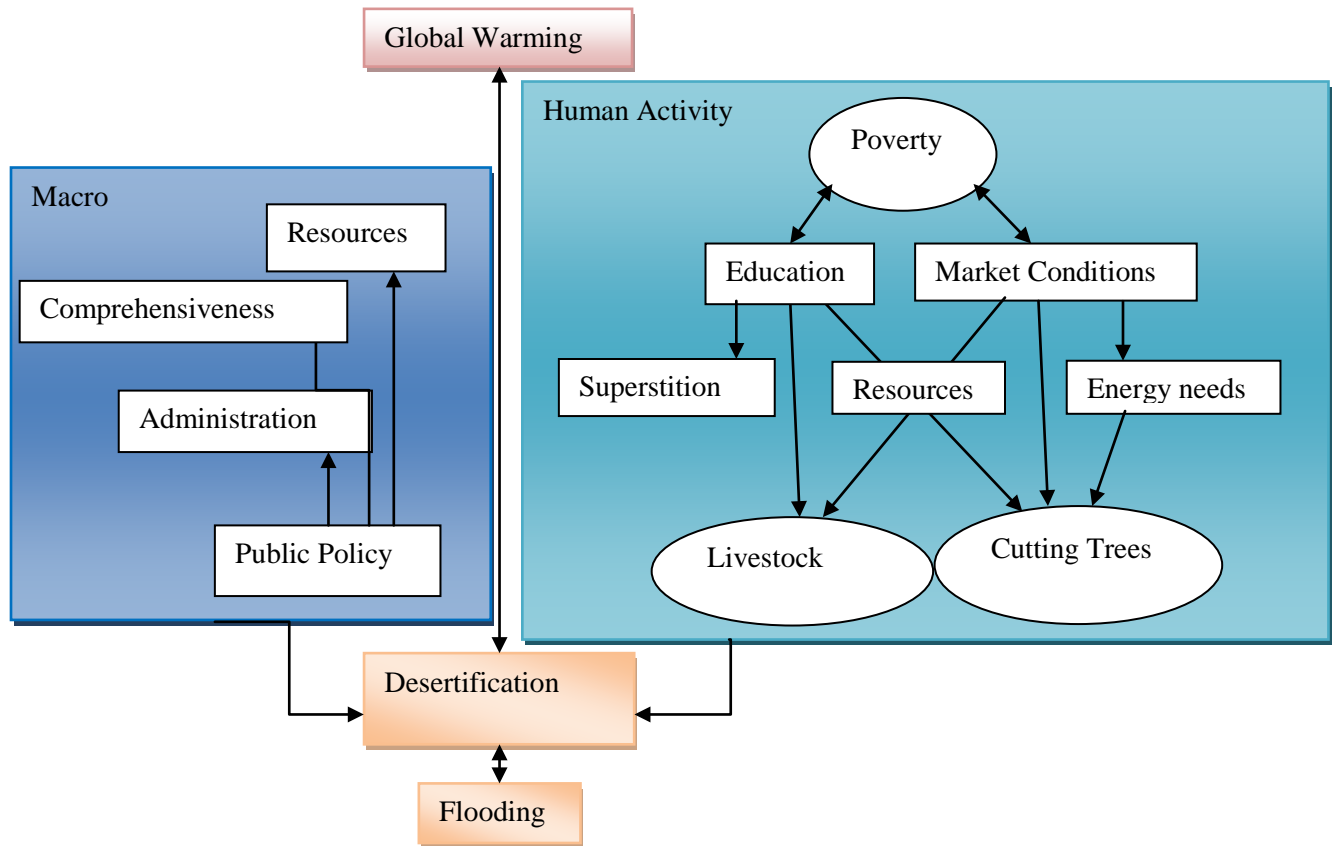 Global Warming
Human Activity
Poverty
Macro
Resources
Education
Market Conditions
Comprehensiveness
Superstition
Resources
Energy needs
Administration
Public Policy
Livestock
Cutting Trees
Desertification
Flooding